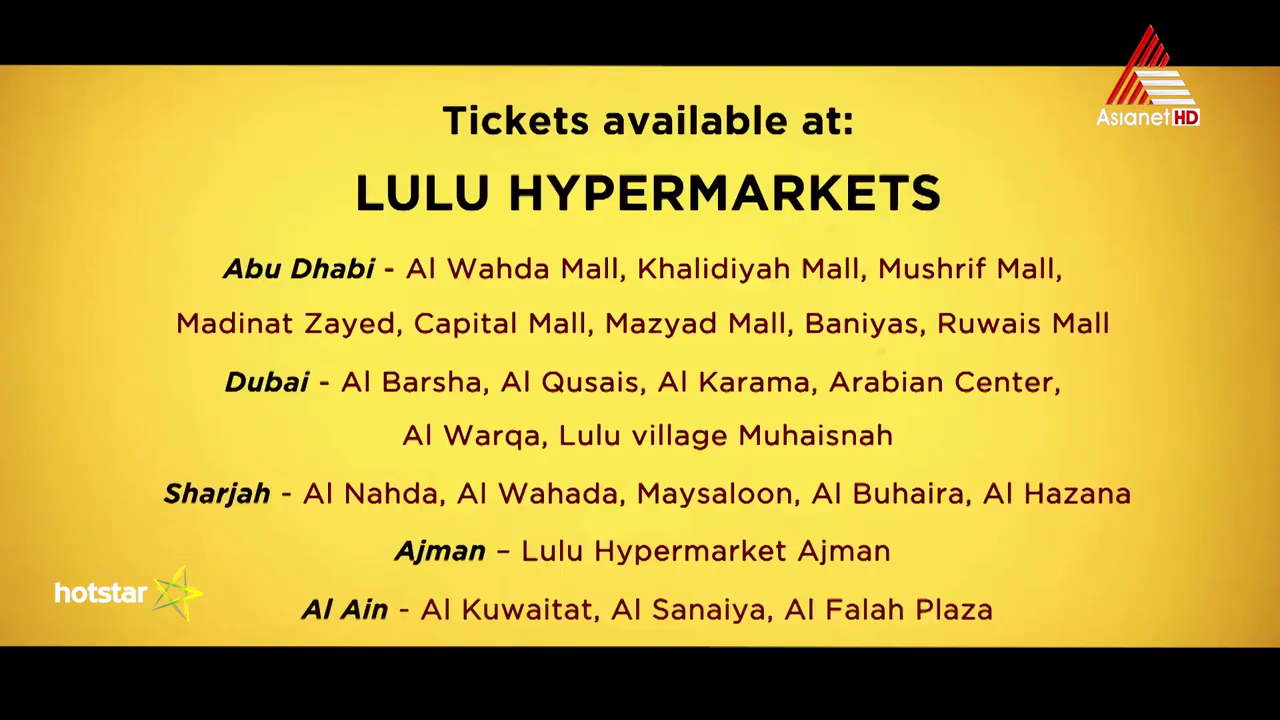 Asianet HD
Tickets available at:
LULU HYPERMARKETS
Abu Dhabi - Al Wahda Mall, Khalidiyah Mall, Mushrif Mall,
Madinat Zayed, Capital Mall, Mazyad Mall, Baniyas, Ruwais Mall
Dubai - Al Barsha, Al Qusais, Al Karama, Arabian Center,
Al Warqa, Lulu village Muhaisnah
Sharjah - Al Nahda, Al Wahada, Maysaloon, Al Buhaira, Al Hazana
Ajman – Lulu Hypermarket Ajman
hotstar
Al Ain - Al Kuwaitat, Al Sanaiya, Al Falah Plaza